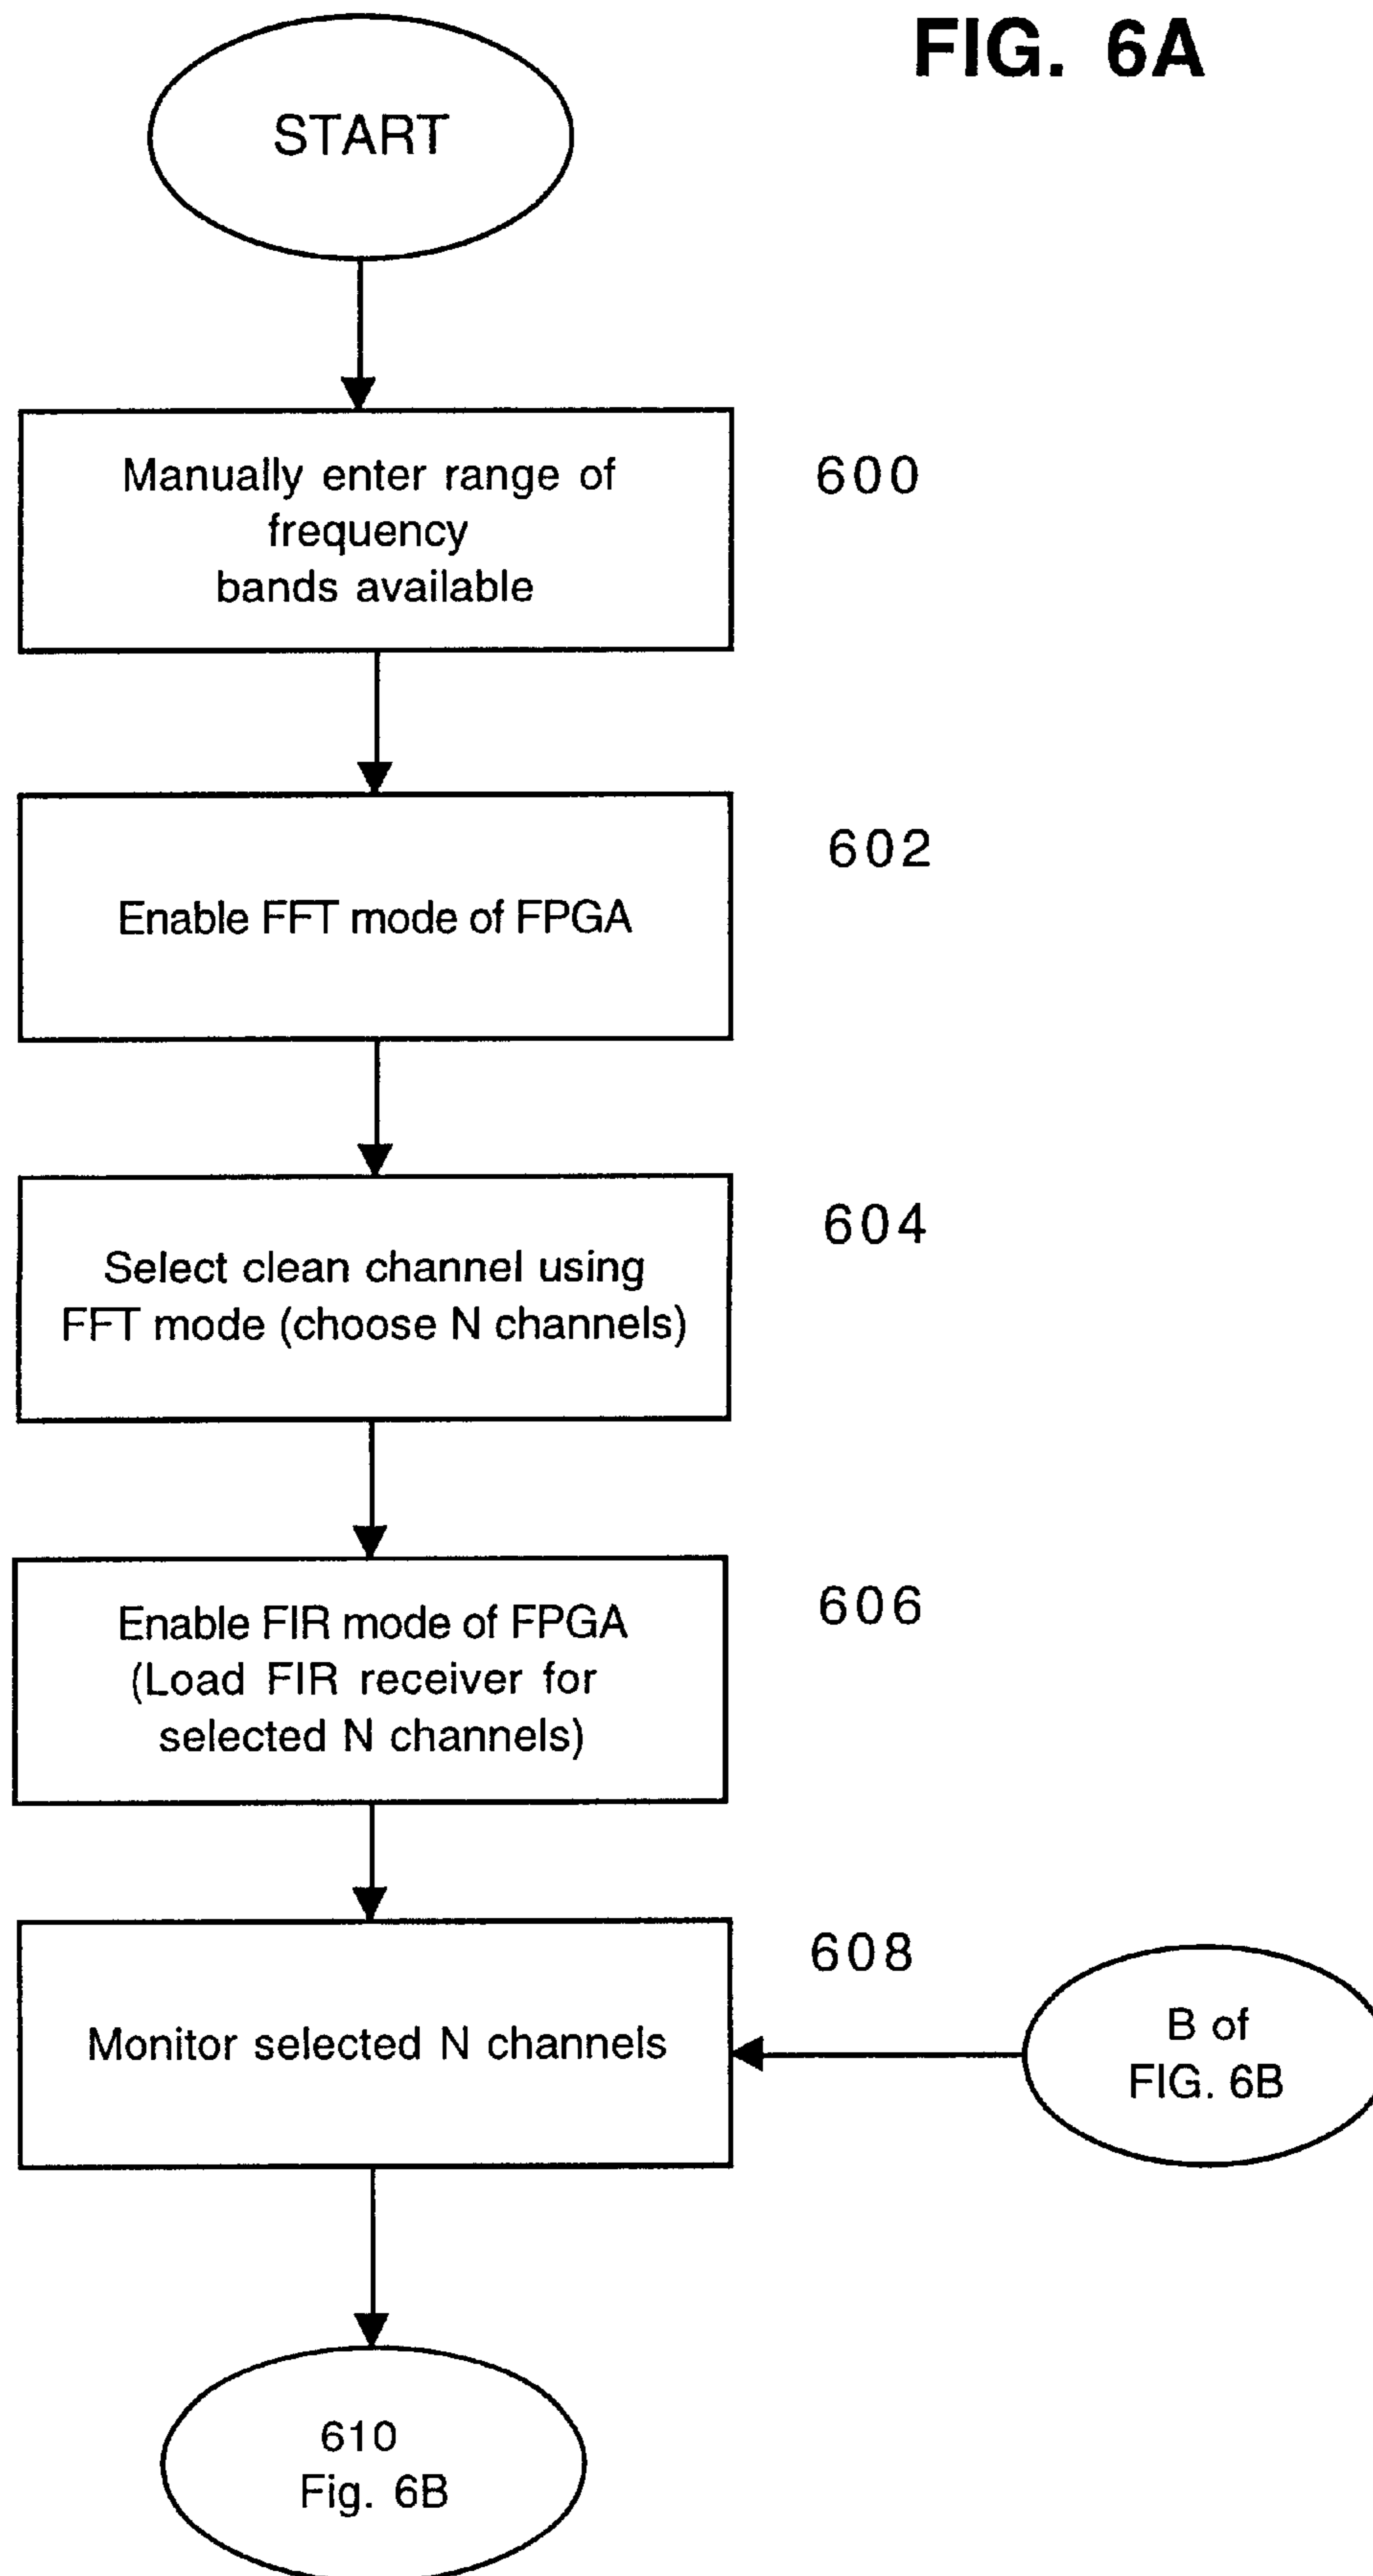 FIG. 6A
START
Manually enter range of
frequency
bands available
600
Enable FFT mode of FPGA
602
Select clean channel using
FFT mode (choose N channels)
604
Enable FIR mode of FPGA
(Load FIR receiver for
selected N channels)
606
Monitor selected N channels
608
B of
FIG. 6B
610
Fig. 6B